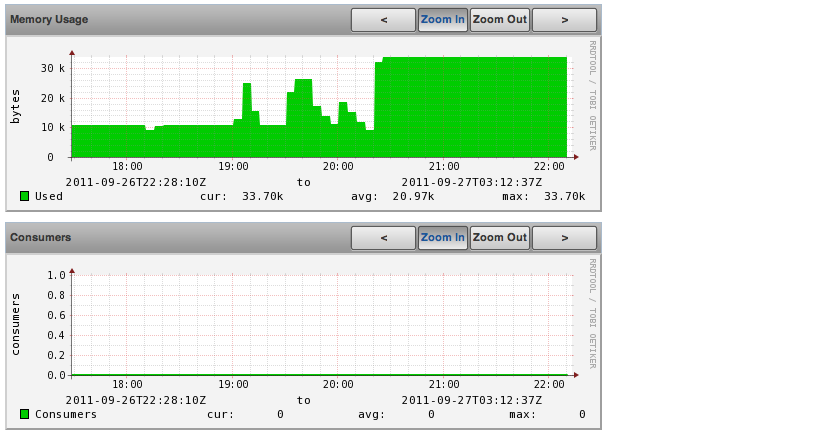 Memory Usage < Zoom In Zoom Out >
30 k
20 k
10 k
0
bytes
18:00 19:00 20:00 21:00 22:00
2011-09-26T22:28:10Z to 2011-09-27T03:12:37Z
Used cur: 33.70k avg: 20.97k max: 33.70k
RRDTOOL / TOBI OETIKER
Consumers < Zoom In Zoom Out >
1.0
0.8
0.6
0.4
0.2
0.0
consumers
18:00 19:00 20:00 21:00 22:00
2011-09-26T22:28:10Z to 2011-09-27T03:12:37Z
Consumers cur: 0 avg: 0 max: 0
RRDTOOL / TOBI OETIKER